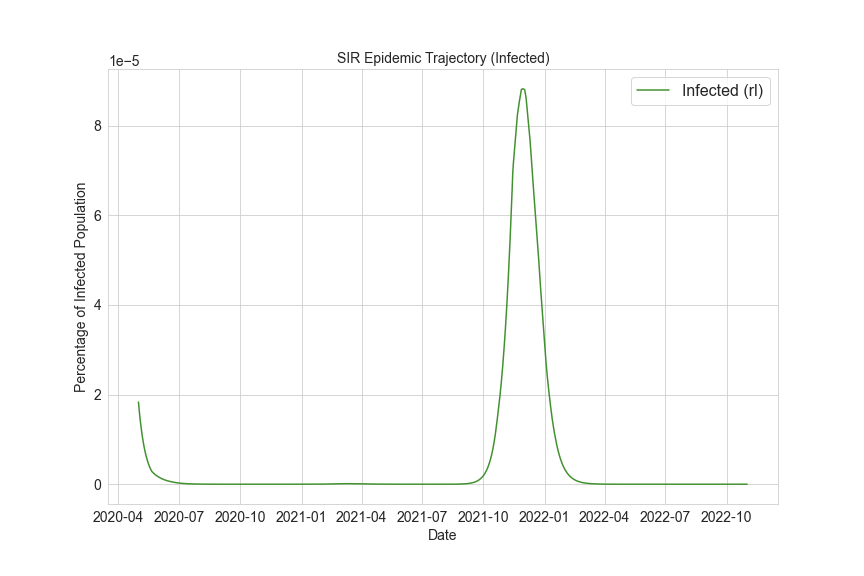 SIR Epidemic Trajectory (Infected)
1e−5
Infected (rl)
8
6
4
2
0
Percentage of Infected Population
2020-04 2020-07 2020-10 2021-01 2021-04 2021-07 2021-10 2022-01 2022-04 2022-07 2022-10
Date